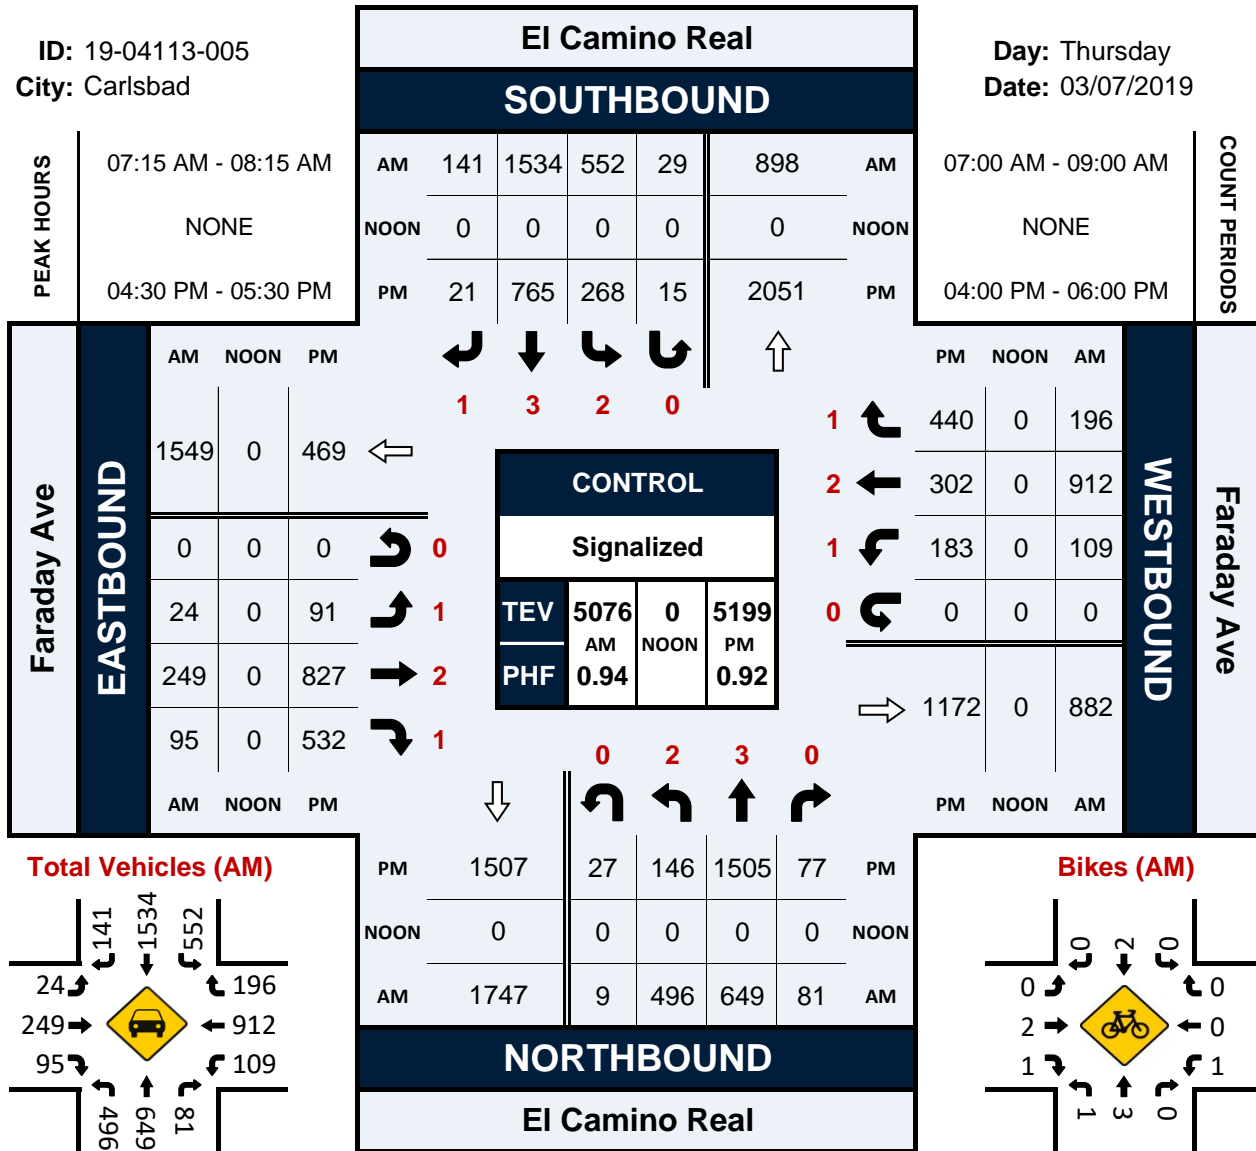 El Camino Real
ID: 19-04113-005
Day: Thursday
City: Carlsbad
Date: 03/07/2019
SOUTHBOUND
PEAK HOURS
07:15 AM - 08:15 AM
NONE
04:30 PM - 05:30 PM
AM 141 1534 552 29 898 AM
NOON 0 0 0 0 0 NOON
PM 21 765 268 15 2051 PM
07:00 AM - 09:00 AM
NONE
04:00 PM - 06:00 PM
COUNT PERIODS
1 3 2 0
Faraday Ave
EASTBOUND
AM NOON PM
1549 0 469
0 0 0 0
24 0 91 1
249 0 827 2
95 0 532 1
AM NOON PM
CONTROL
Signalized
TEV 5076 0 5199
AM NOON PM
PHF 0.94 0.92
PM NOON AM
1 440 0 196
2 302 0 912
1 183 0 109
0 0 0 0
1172 0 882
PM NOON AM
WESTBOUND
Faraday Ave
0 2 3 0
PM 1507 27 146 1505 77 PM
NOON 0 0 0 0 0 NOON
AM 1747 9 496 649 81 AM
NORTHBOUND
El Camino Real
Total Vehicles (AM)
141 1534 552
24 196
249 912
95 109
496 649 81
Bikes (AM)
0 2 0
0 0
2 0
1 1
1 3 0